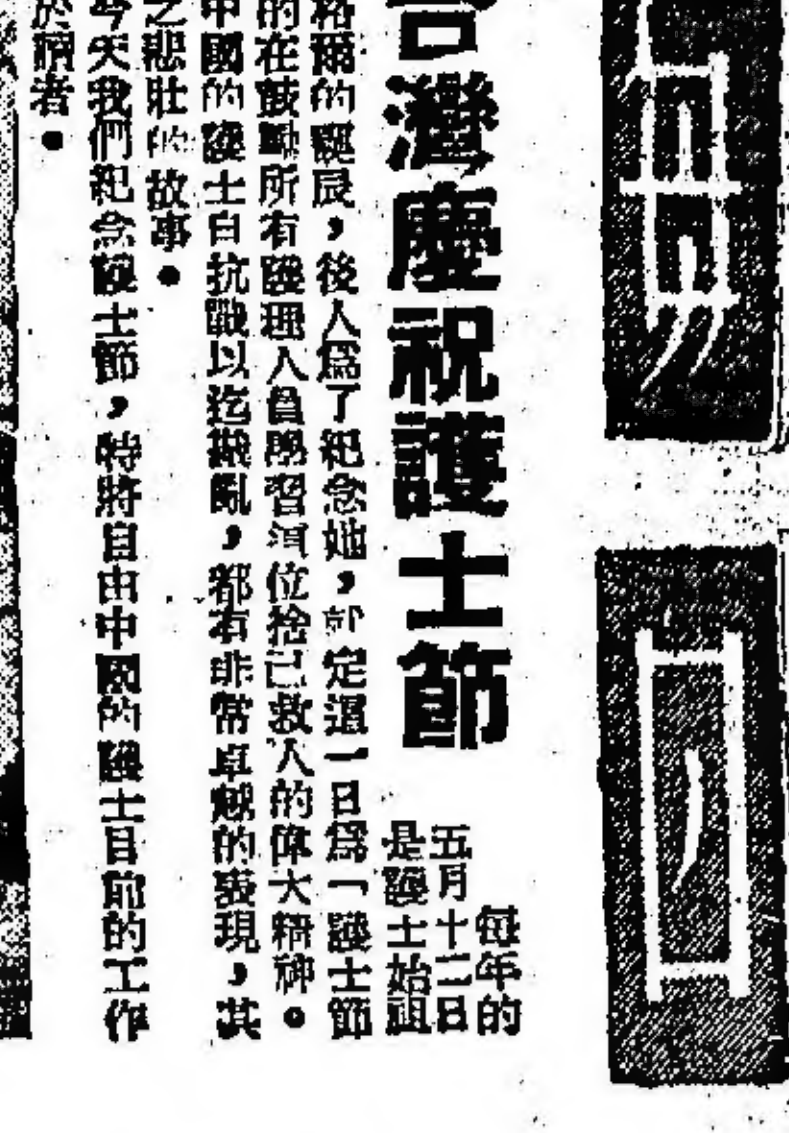 灣慶祝護士節
每年的
五月十二日
是護士始祖
格爾的誕辰，後人爲了紀念她，就定這一日爲「護士節
的在鼓勵所有護理人員學習這位捨己救人的偉大精神。
中國的護士自抗戰以迄戡亂，都有非常卓越的表現，其
之悲壯的故事。
今天我們紀念護士節，特將自由中國的護士目前的工作
於讀者。